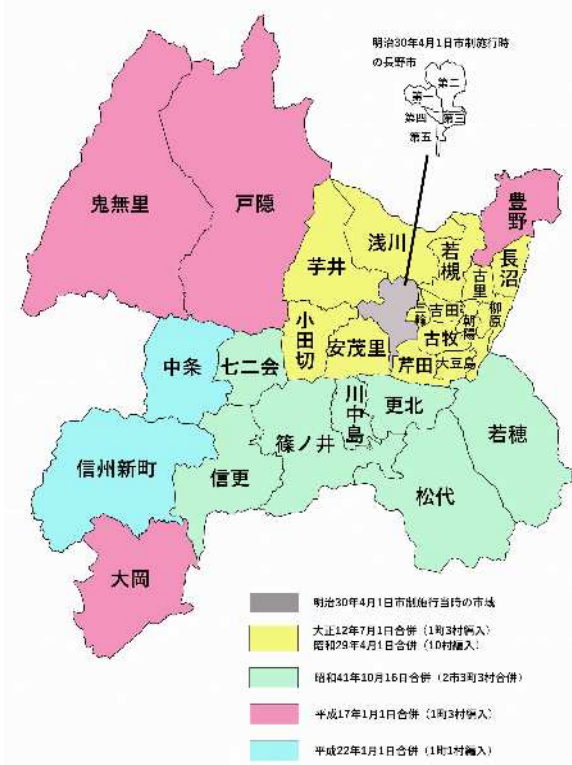 明治30年4月1日市制施行時
の長野市
第二
第一
第四
第三
第五
鬼無里
戸隠
豊野
芋井
浅川
若槻
長沼
古里
柳原
三輪
吉田
朝陽
古牧
小田切
安茂里
芹田
大豆島
中条
七二会
川中島
更北
若穂
信州新町
信更
篠ノ井
松代
大岡
明治30年4月1日市制施行当時の市域
大正12年7月1日合併(1町3村編入)
昭和29年4月1日合併(10村編入)
昭和41年10月16日合併(2市3町3村合併)
平成17年1月1日合併(1町3村編入)
平成22年1月1日合併(1町1村編入)